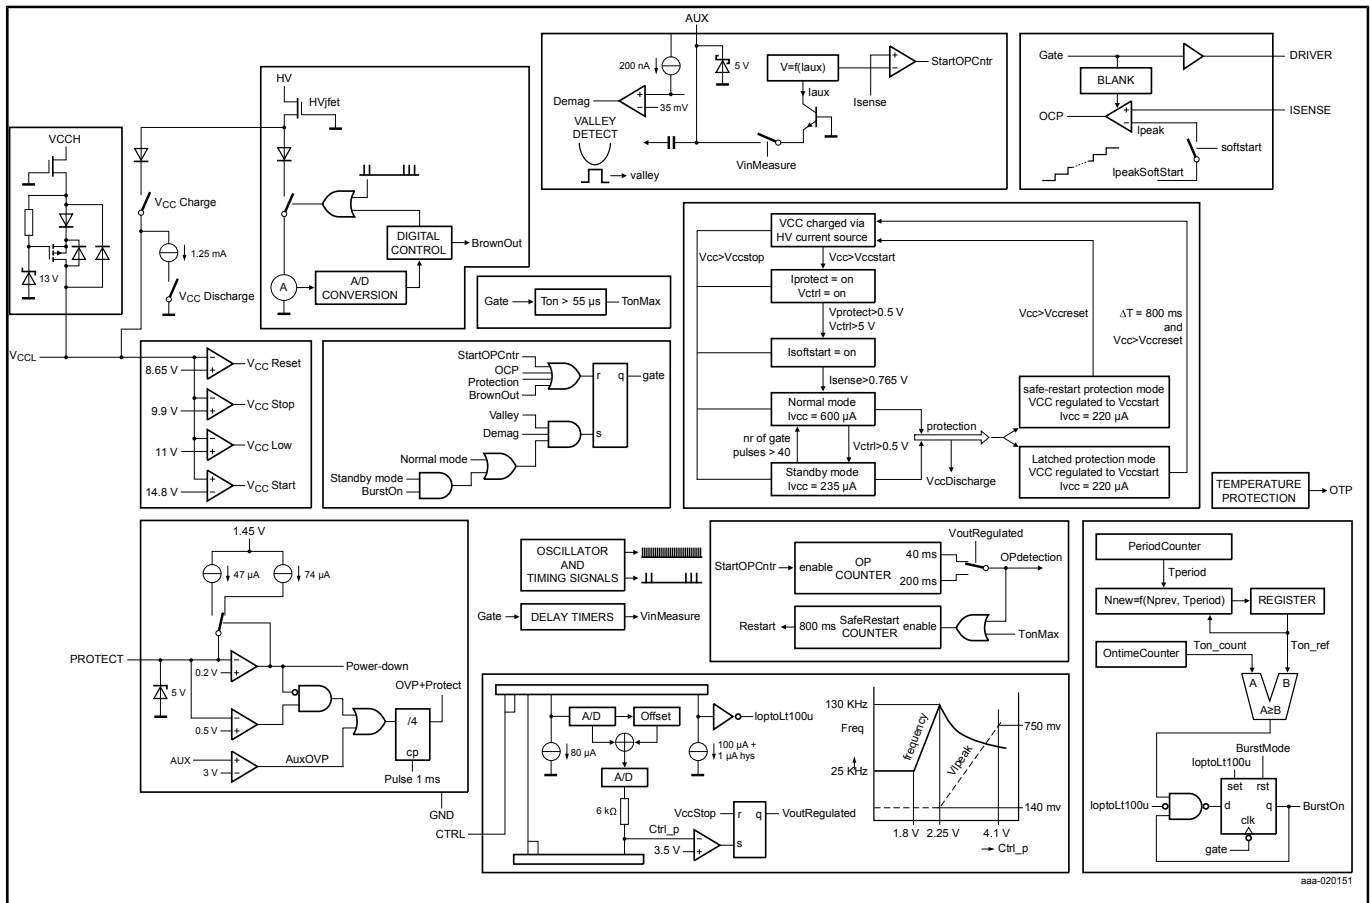 AUX
200 nA
5 V
Demag
35 mV
VALLEY
DETECT
valley
V=f(Iaux)
Iaux
StartOPCntr
Isense
VinMeasure
Gate
DRIVER
BLANK
OCP
ISENSE
Ipeak
softstart
IpeakSoftStart
HV
HVjfet
VCCH
13 V
VCC Charge
1.25 mA
VCC Discharge
DIGITAL
CONTROL
BrownOut
A
A/D
CONVERSION
Gate
Ton > 55 µs
TonMax
VCCL
8.65 V
VCC Reset
9.9 V
VCC Stop
11 V
VCC Low
14.8 V
VCC Start
StartOPCntr
OCP
Protection
BrownOut
r
q
gate
Valley
Demag
s
Normal mode
Standby mode
BurstOn
VCC charged via
HV current source
Vcc>Vccstop
Vcc>Vccstart
Iprotect = on
Vctrl = on
Vprotect>0.5 V
Vctrl>5 V
Isoftstart = on
Isense>0.765 V
Normal mode
Ivcc = 600 µA
nr of gate
pulses > 40
Vctrl>0.5 V
Standby mode
Ivcc = 235 µA
protection
VccDischarge
Vcc>Vccreset
ΔT = 800 ms
and
Vcc>Vccreset
safe-restart protection mode
VCC regulated to Vccstart
Ivcc = 220 µA
Latched protection mode
VCC regulated to Vccstart
Ivcc = 220 µA
TEMPERATURE
PROTECTION
OTP
1.45 V
47 µA
74 µA
PROTECT
5 V
0.2 V
Power-down
OVP+Protect
0.5 V
/4
cp
AUX
3 V
AuxOVP
Pulse 1 ms
GND
OSCILLATOR
AND
TIMING SIGNALS
Gate
DELAY TIMERS
VinMeasure
StartOPCntr
enable
OP
COUNTER
40 ms
200 ms
VoutRegulated
OPdetection
Restart
800 ms
SafeRestart
COUNTER
enable
TonMax
CTRL
80 µA
A/D
Offset
A/D
6 kΩ
Ctrl_p
3.5 V
IoptoLt100u
100 µA +
1 µA hys
VccStop
r
q
s
VoutRegulated
130 KHz
Freq
25 KHz
frequency
VIpeak
750 mv
140 mv
1.8 V
2.25 V
4.1 V
Ctrl_p
PeriodCounter
Tperiod
Nnew=f(Nprev, Tperiod)
REGISTER
Ton_count
Ton_ref
OntimeCounter
A
B
A≥B
BurstMode
IoptoLt100u
set
rst
IoptoLt100u
d
q
clk
BurstOn
gate
aaa-020151